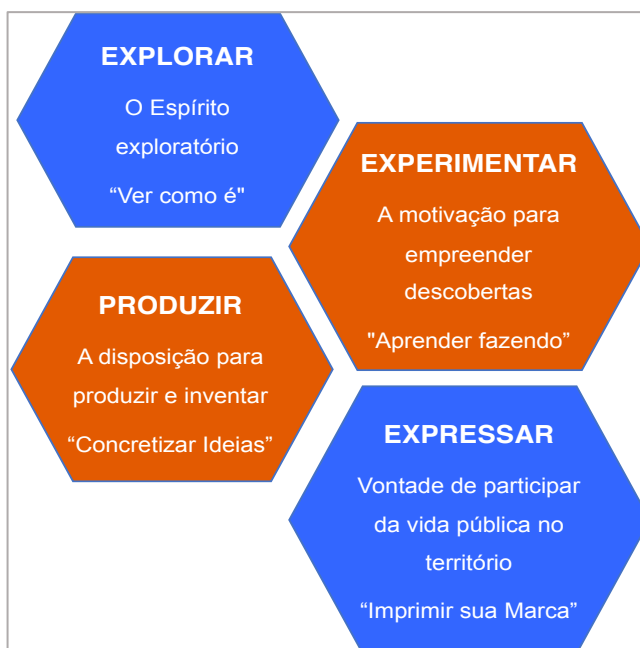 EXPLORAR
O Espírito
exploratório
“Ver como é"
EXPERIMENTAR
A motivação para
empreender
descobertas
"Aprender fazendo”
PRODUZIR
A disposição para
produzir e inventar
“Concretizar Ideias”
EXPRESSAR
Vontade de participar
da vida pública no
território
“Imprimir sua Marca”